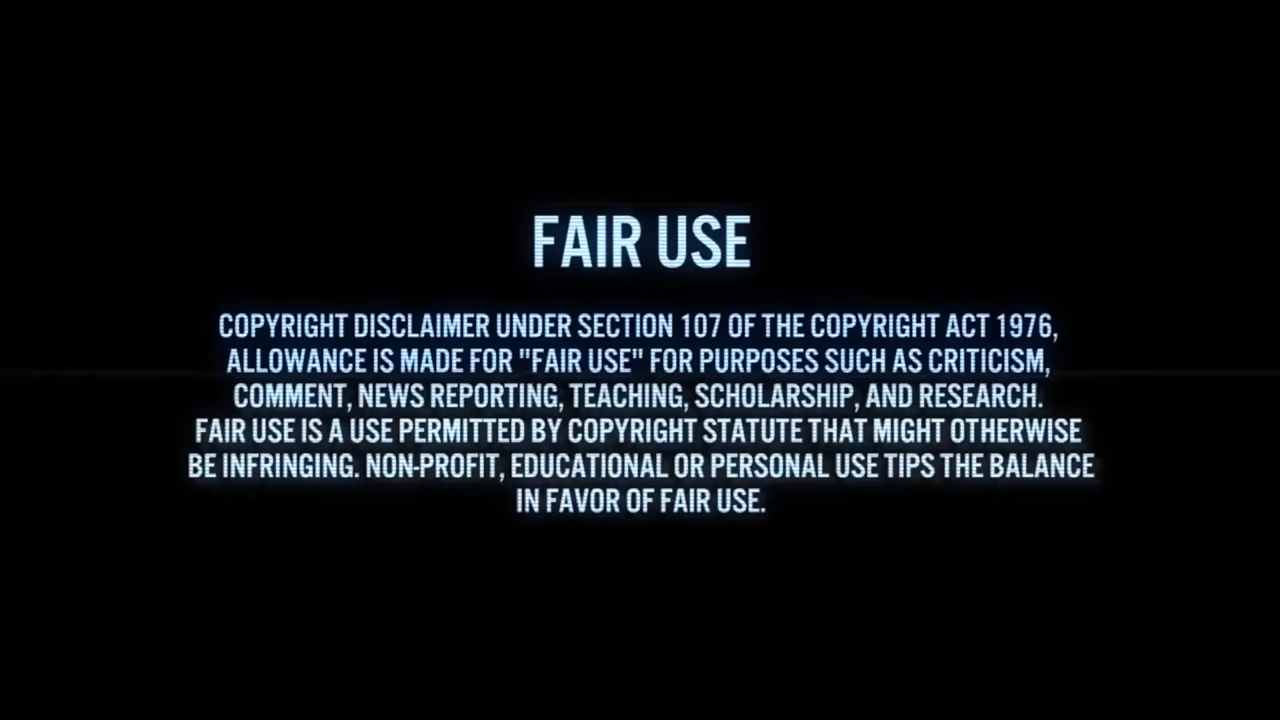 FAIR USE
COPYRIGHT DISCLAIMER UNDER SECTION 107 OF THE COPYRIGHT ACT 1976,
ALLOWANCE IS MADE FOR "FAIR USE" FOR PURPOSES SUCH AS CRITICISM,
COMMENT, NEWS REPORTING, TEACHING, SCHOLARSHIP, AND RESEARCH.
FAIR USE IS A USE PERMITTED BY COPYRIGHT STATUTE THAT MIGHT OTHERWISE
BE INFRINGING. NON-PROFIT, EDUCATIONAL OR PERSONAL USE TIPS THE BALANCE
IN FAVOR OF FAIR USE.